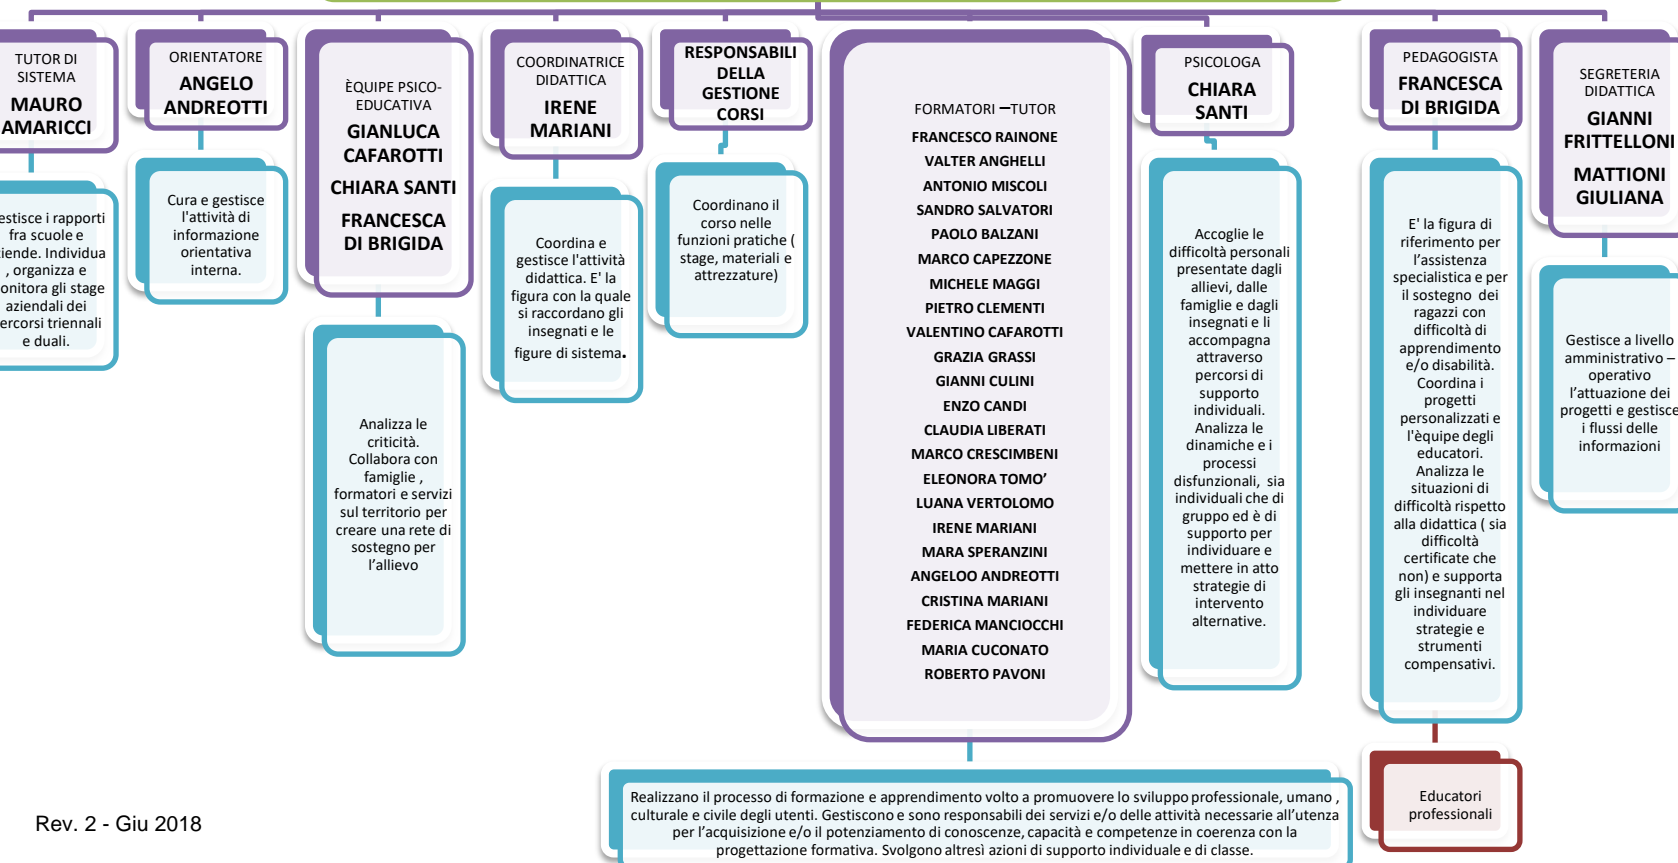 TUTOR DI
SISTEMA
MAURO
AMARICCI
estisce i rapporti
fra scuole e
iende. Individua
, organizza e
onitora gli stage
aziendali dei
ercorsi triennali
e duali.
ORIENTATORE
ANGELO
ANDREOTTI
Cura e gestisce
l'attività di
informazione
orientativa
interna.
ÈQUIPE PSICO-
EDUCATIVA
GIANLUCA
CAFAROTTI
CHIARA SANTI
FRANCESCA
DI BRIGIDA
Analizza le
criticità.
Collabora con
famiglie ,
formatori e servizi
sul territorio per
creare una rete di
sostegno per
l’allievo
COORDINATRICE
DIDATTICA
IRENE
MARIANI
Coordina e
gestisce l'attività
didattica. E' la
figura con la quale
si raccordano gli
insegnati e le
figure di sistema.
RESPONSABILI
DELLA
GESTIONE
CORSI
Coordinano il
corso nelle
funzioni pratiche (
stage, materiali e
attrezzature)
FORMATORI –TUTOR
FRANCESCO RAINONE
VALTER ANGHELLI
ANTONIO MISCOLI
SANDRO SALVATORI
PAOLO BALZANI
MARCO CAPEZZONE
MICHELE MAGGI
PIETRO CLEMENTI
VALENTINO CAFAROTTI
GRAZIA GRASSI
GIANNI CULINI
ENZO CANDI
CLAUDIA LIBERATI
MARCO CRESCIMBENI
ELEONORA TOMO’
LUANA VERTOLOMO
IRENE MARIANI
MARA SPERANZINI
ANGELOO ANDREOTTI
CRISTINA MARIANI
FEDERICA MANCIOCCHI
MARIA CUCONATO
ROBERTO PAVONI
Realizzano il processo di formazione e apprendimento volto a promuovere lo sviluppo professionale, umano ,
culturale e civile degli utenti. Gestiscono e sono responsabili dei servizi e/o delle attività necessarie all’utenza
per l’acquisizione e/o il potenziamento di conoscenze, capacità e competenze in coerenza con la
progettazione formativa. Svolgono altresì azioni di supporto individuale e di classe.
PSICOLOGA
CHIARA
SANTI
Accoglie le
difficoltà personali
presentate dagli
allievi, dalle
famiglie e dagli
insegnati e li
accompagna
attraverso
percorsi di
supporto
individuali.
Analizza le
dinamiche e i
processi
disfunzionali, sia
individuali che di
gruppo ed è di
supporto per
individuare e
mettere in atto
strategie di
intervento
alternative.
PEDAGOGISTA
FRANCESCA
DI BRIGIDA
E' la figura di
riferimento per
l’assistenza
specialistica e per
il sostegno dei
ragazzi con
difficoltà di
apprendimento
e/o disabilità.
Coordina i
progetti
personalizzati e
l'èquipe degli
educatori.
Analizza le
situazioni di
difficoltà rispetto
alla didattica ( sia
difficoltà
certificate che
non) e supporta
gli insegnanti nel
individuare
strategie e
strumenti
compensativi.
Educatori
professionali
SEGRETERIA
DIDATTICA
GIANNI
FRITTELLONI
MATTIONI
GIULIANA
Gestisce a livello
amministrativo –
operativo
l’attuazione dei
progetti e gestisce
i flussi delle
informazioni
Rev. 2 - Giu 2018